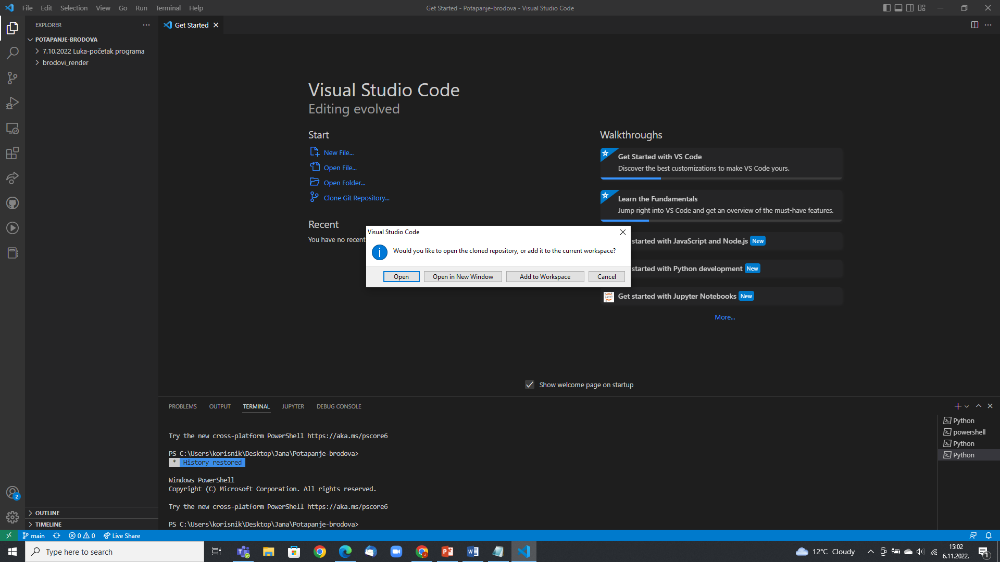 File Edit Selection View Go Run Terminal Help
Get Started - Potapanje-brodova - Visual Studio Code
EXPLORER
Get Started
POTAPANJE-BRODOVA
7.10.2022 Luka-početak programa
brodovi_render
Visual Studio Code
Editing evolved
Start
New File...
Open File...
Open Folder...
Clone Git Repository...
Recent
You have no recent
Walkthroughs
Get Started with VS Code
Discover the best customizations to make VS Code yours.
Learn the Fundamentals
Jump right into VS Code and get an overview of the must-have features.
started with JavaScript and Node.js New
started with Python development New
Get started with Jupyter Notebooks New
More...
Visual Studio Code
Would you like to open the cloned repository, or add it to the current workspace?
Open
Open in New Window
Add to Workspace
Cancel
Show welcome page on startup
PROBLEMS OUTPUT TERMINAL JUPYTER DEBUG CONSOLE
Try the new cross-platform PowerShell https://aka.ms/pscore6
PS C:\Users\korisnik\Desktop\Jana\Potapanje-brodova>
* History restored
Windows PowerShell
Copyright (C) Microsoft Corporation. All rights reserved.
Try the new cross-platform PowerShell https://aka.ms/pscore6
PS C:\Users\korisnik\Desktop\Jana\Potapanje-brodova>
Python
powershell
Python
Python
2
OUTLINE
TIMELINE
main 0 0 Live Share
Type here to search
12°C Cloudy
15:02
6.11.2022.
1